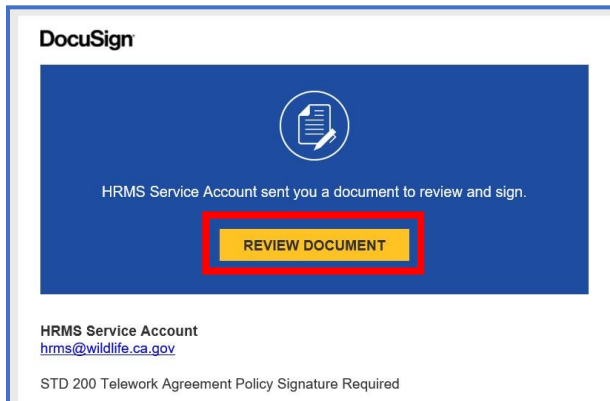 DocuSign
HRMS Service Account sent you a document to review and sign.
REVIEW DOCUMENT
HRMS Service Account
hrms@wildlife.ca.gov
STD 200 Telework Agreement Policy Signature Required